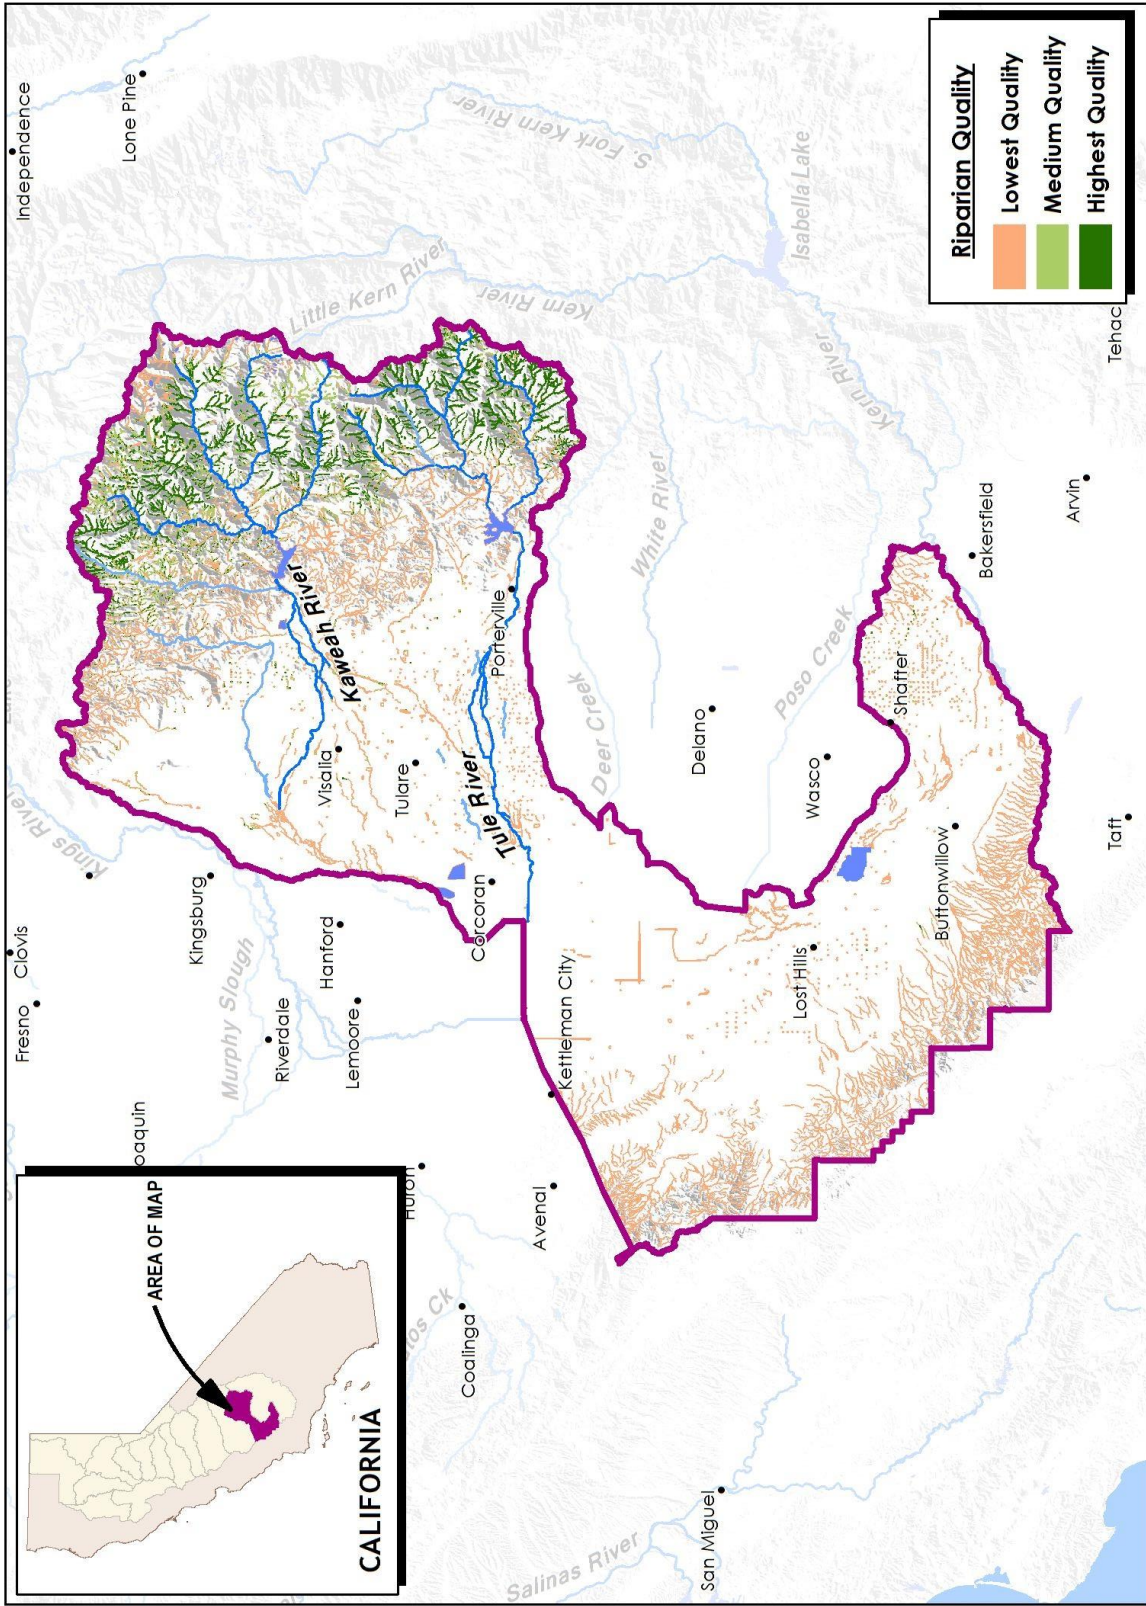 CALIFORNIA
AREA OF MAP
Riparian Quality
Lowest Quality
Medium Quality
Highest Quality
Fresno
Clovis
Independence
Lone Pine
oaquin
Kings River
Kingsburg
Murphy Slough
Riverdale
Hanford
Lemoore
Huron
Visalia
Kaweah River
Tulare
Tule River
Corcoran
Porterville
Little Kern River
Kern River
S. Fork Kern River
Isabella Lake
Kern River
Coalinga
Avenal
Kettleman City
Deer Creek
White River
Delano
Poso Creek
Wasco
Shafter
Lost Hills
Buttonwillow
Bakersfield
Arvin
Taft
Tehac
San Miguel
Salinas River
tos Ck